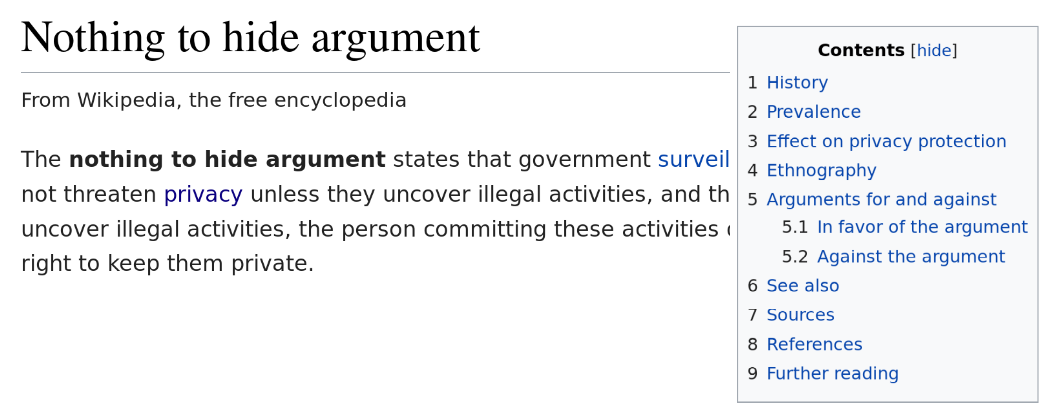 Nothing to hide argument
From Wikipedia, the free encyclopedia
The nothing to hide argument states that government surveil
not threaten privacy unless they uncover illegal activities, and th
uncover illegal activities, the person committing these activities
right to keep them private.
Contents [hide]
1 History
2 Prevalence
3 Effect on privacy protection
4 Ethnography
5 Arguments for and against
5.1 In favor of the argument
5.2 Against the argument
6 See also
7 Sources
8 References
9 Further reading